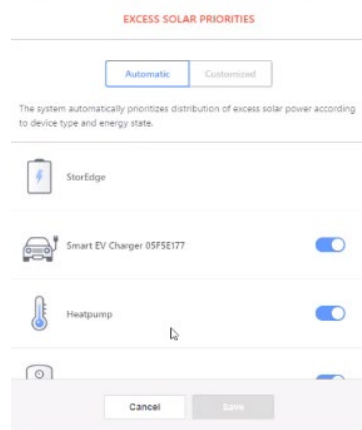 EXCESS SOLAR PRIORITIES
Automatic
Customized
The system automatically prioritizes distribution of excess solar power according
to device type and energy state.
StorEdge
Smart EV Charger 05F5E177
Heatpump
Cancel
Save